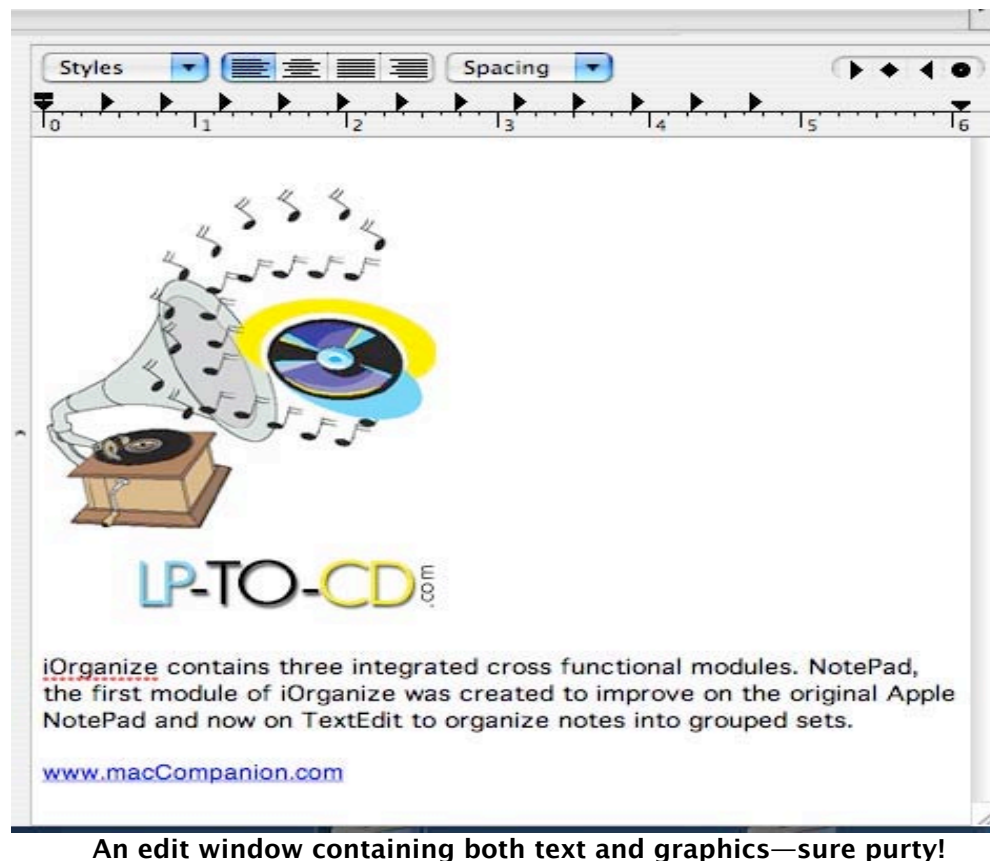 Styles
Spacing
0 1 2 3 4 5 6
LP-TO-CD.com
iOrganize contains three integrated cross functional modules. NotePad,
the first module of iOrganize was created to improve on the original Apple
NotePad and now on TextEdit to organize notes into grouped sets.
www.macCompanion.com
An edit window containing both text and graphics—sure purty!